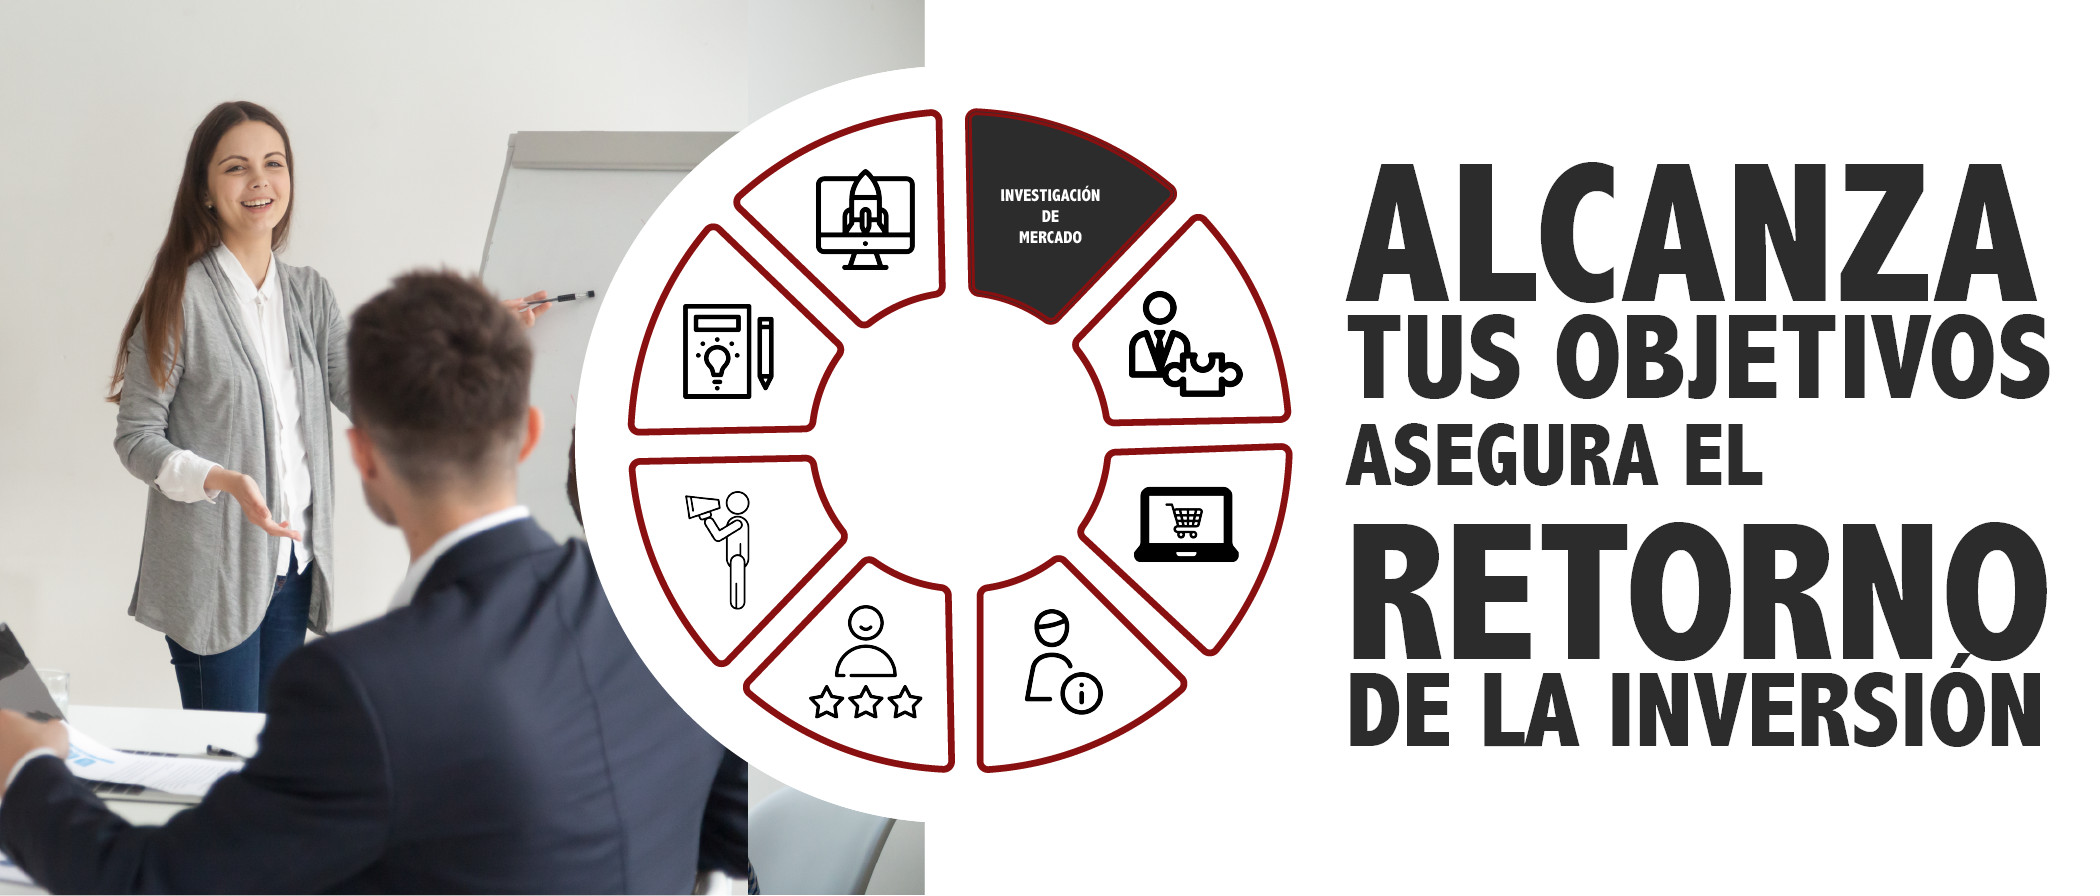 INVESTIGACIÓN
DE
MERCADO
ALCANZA
TUS OBJETIVOS
ASEGURA EL
RETORNO
DE LA INVERSIÓN